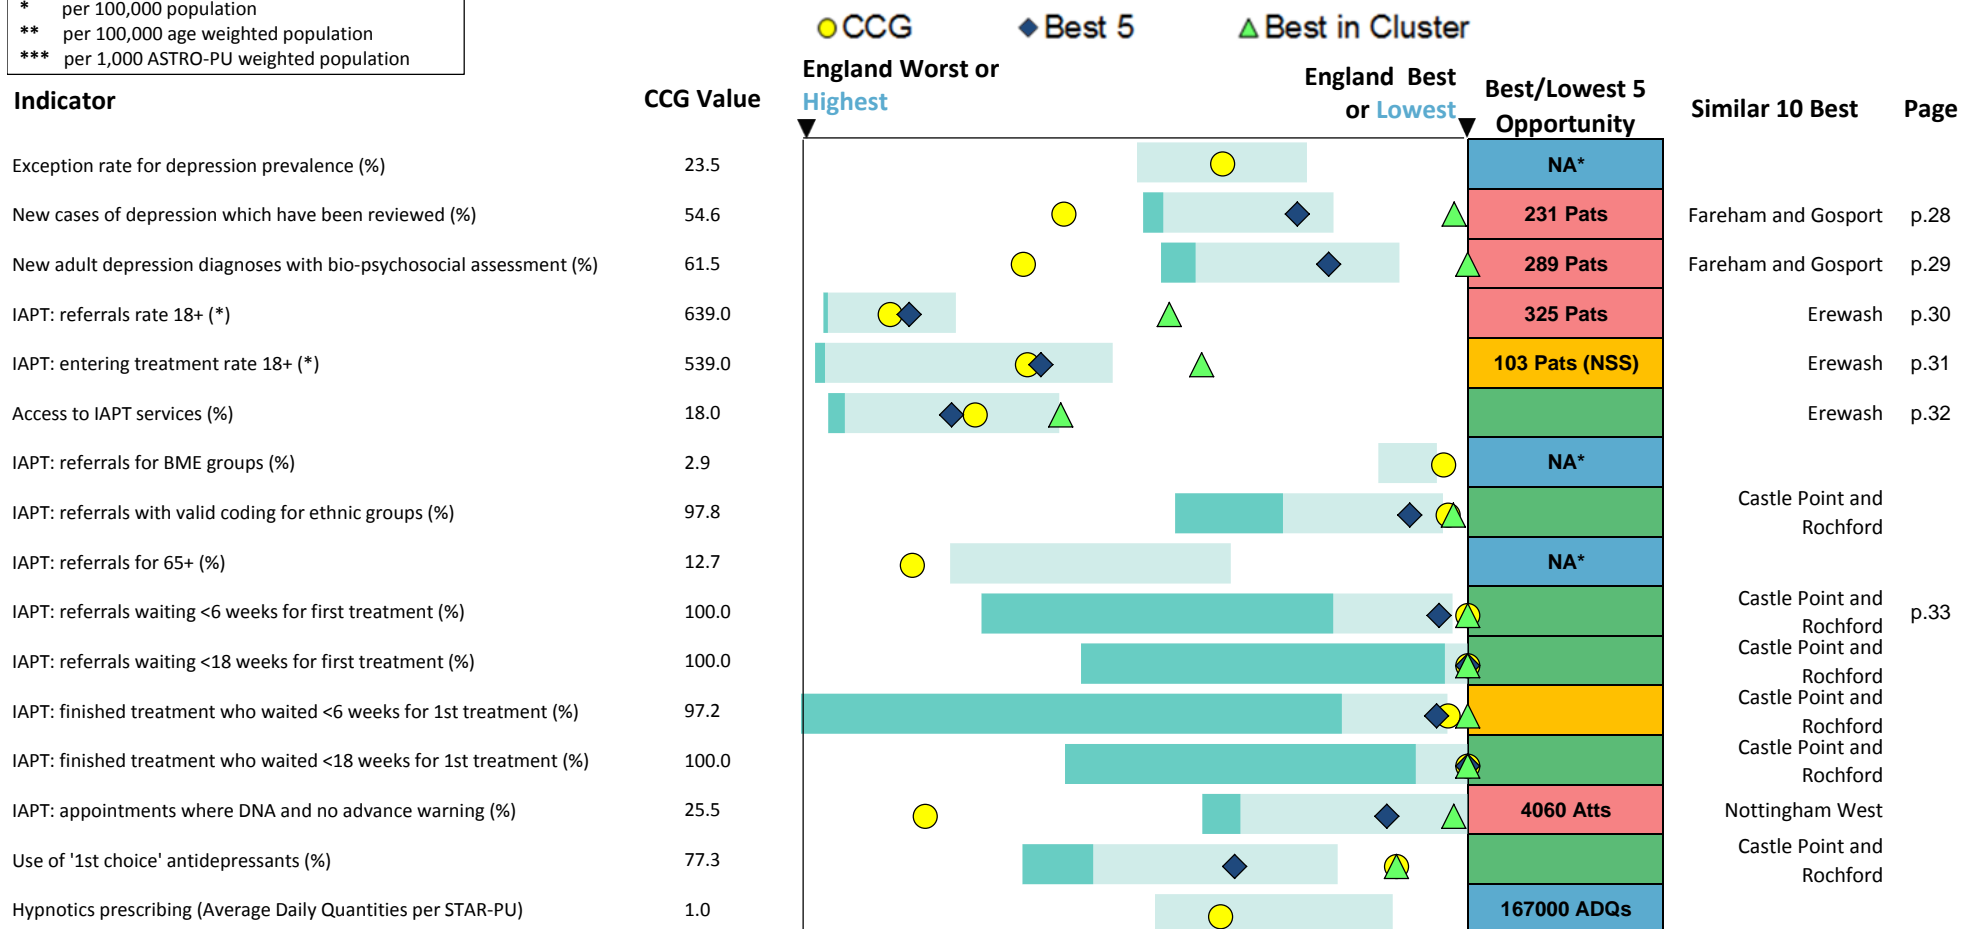 * per 100,000 population
** per 100,000 age weighted population
*** per 1,000 ASTRO-PU weighted population
CCG Best 5 Best in Cluster
Indicator CCG Value England Worst or Highest England Best or Lowest Best/Lowest 5 Opportunity Similar 10 Best Page
Exception rate for depression prevalence (%) 23.5 NA*
New cases of depression which have been reviewed (%) 54.6 231 Pats Fareham and Gosport p.28
New adult depression diagnoses with bio-psychosocial assessment (%) 61.5 289 Pats Fareham and Gosport p.29
IAPT: referrals rate 18+ (*) 639.0 325 Pats Erewash p.30
IAPT: entering treatment rate 18+ (*) 539.0 103 Pats (NSS) Erewash p.31
Access to IAPT services (%) 18.0 Erewash p.32
IAPT: referrals for BME groups (%) 2.9 NA*
IAPT: referrals with valid coding for ethnic groups (%) 97.8 Castle Point and Rochford
IAPT: referrals for 65+ (%) 12.7 NA*
IAPT: referrals waiting <6 weeks for first treatment (%) 100.0 Castle Point and Rochford p.33
IAPT: referrals waiting <18 weeks for first treatment (%) 100.0 Castle Point and Rochford
IAPT: finished treatment who waited <6 weeks for 1st treatment (%) 97.2 Castle Point and Rochford
IAPT: finished treatment who waited <18 weeks for 1st treatment (%) 100.0 Castle Point and Rochford
IAPT: appointments where DNA and no advance warning (%) 25.5 4060 Atts Nottingham West
Use of '1st choice' antidepressants (%) 77.3 Castle Point and Rochford
Hypnotics prescribing (Average Daily Quantities per STAR-PU) 1.0 167000 ADQs